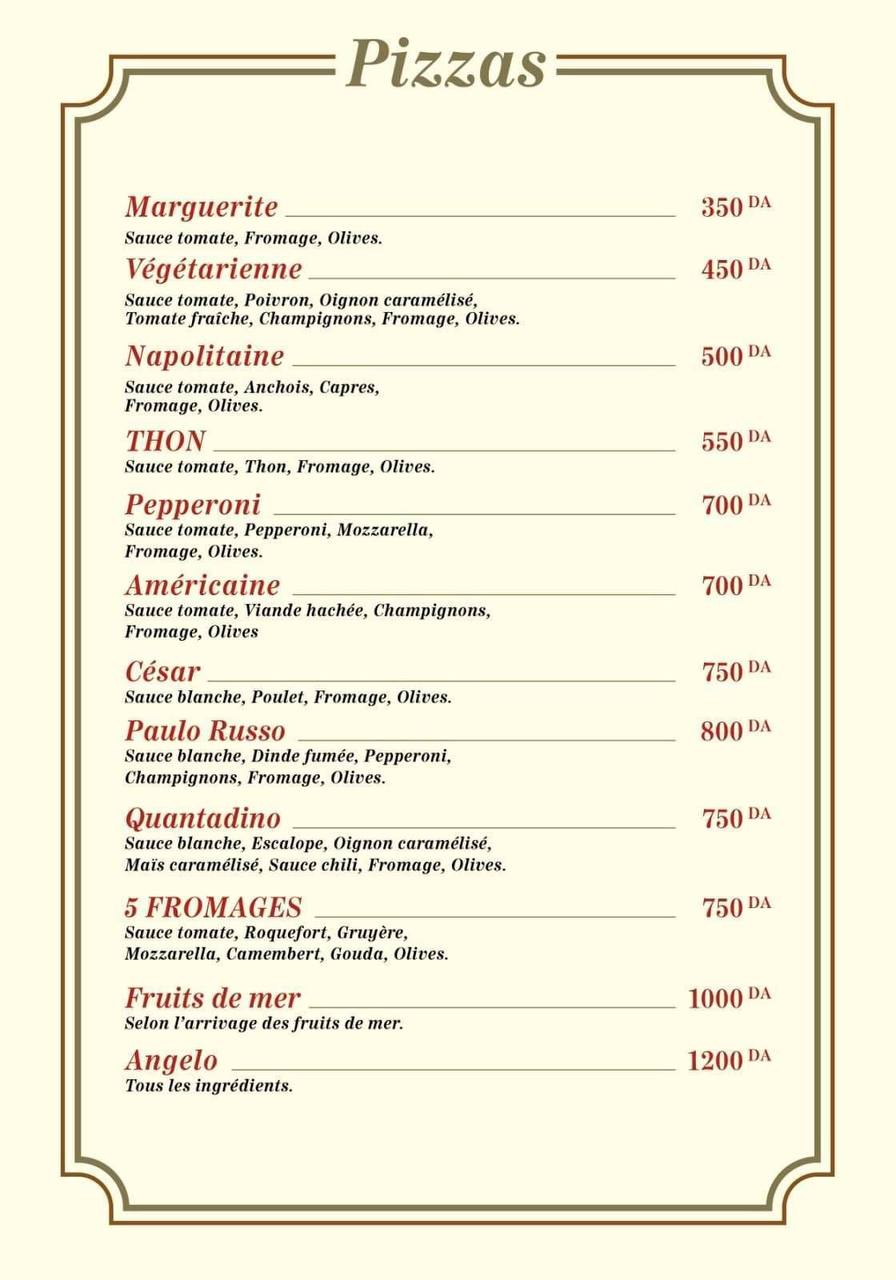 Pizzas
Marguerite 350 DA
Sauce tomate, Fromage, Olives.
Végétarienne 450 DA
Sauce tomate, Poivron, Oignon caramélisé,
Tomate fraîche, Champignons, Fromage, Olives.
Napolitaine 500 DA
Sauce tomate, Anchois, Capres,
Fromage, Olives.
THON 550 DA
Sauce tomate, Thon, Fromage, Olives.
Pepperoni 700 DA
Sauce tomate, Pepperoni, Mozzarella,
Fromage, Olives.
Américaine 700 DA
Sauce tomate, Viande hachée, Champignons,
Fromage, Olives
César 750 DA
Sauce blanche, Poulet, Fromage, Olives.
Paulo Russo 800 DA
Sauce blanche, Dinde fumée, Pepperoni,
Champignons, Fromage, Olives.
Quantadino 750 DA
Sauce blanche, Escalope, Oignon caramélisé,
Maïs caramélisé, Sauce chili, Fromage, Olives.
5 FROMAGES 750 DA
Sauce tomate, Roquefort, Gruyère,
Mozzarella, Camembert, Gouda, Olives.
Fruits de mer 1000 DA
Selon l'arrivage des fruits de mer.
Angelo 1200 DA
Tous les ingrédients.